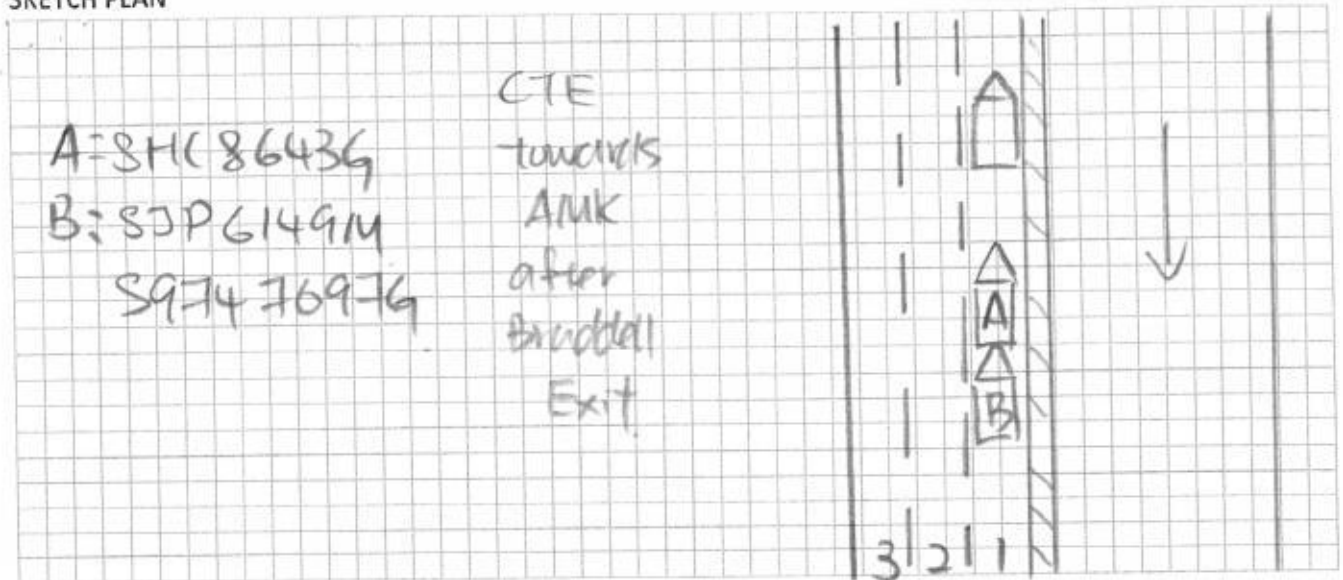 SKETCH PLAN
A=SHC8643G
B: SJP6149M
S9747697G
CTE
towards
AMK
after
Braddell
Exit
A
B
3 2 1